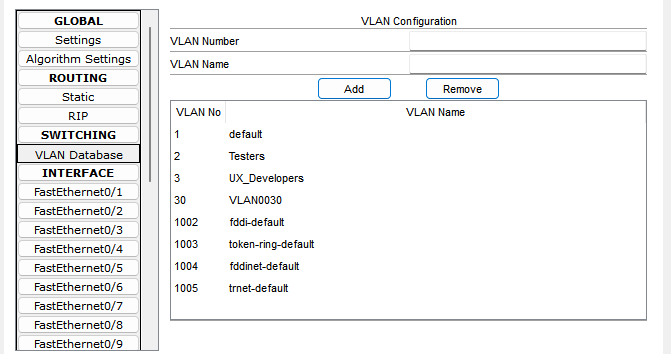 GLOBAL
Settings
Algorithm Settings
ROUTING
Static
RIP
SWITCHING
VLAN Database
INTERFACE
FastEthernet0/1
FastEthernet0/2
FastEthernet0/3
FastEthernet0/4
FastEthernet0/5
FastEthernet0/6
FastEthernet0/7
FastEthernet0/8
FastEthernet0/9
VLAN Configuration
VLAN Number
VLAN Name
Add Remove
VLAN No VLAN Name
1 default
2 Testers
3 UX_Developers
30 VLAN0030
1002 fddi-default
1003 token-ring-default
1004 fddinet-default
1005 trnet-default